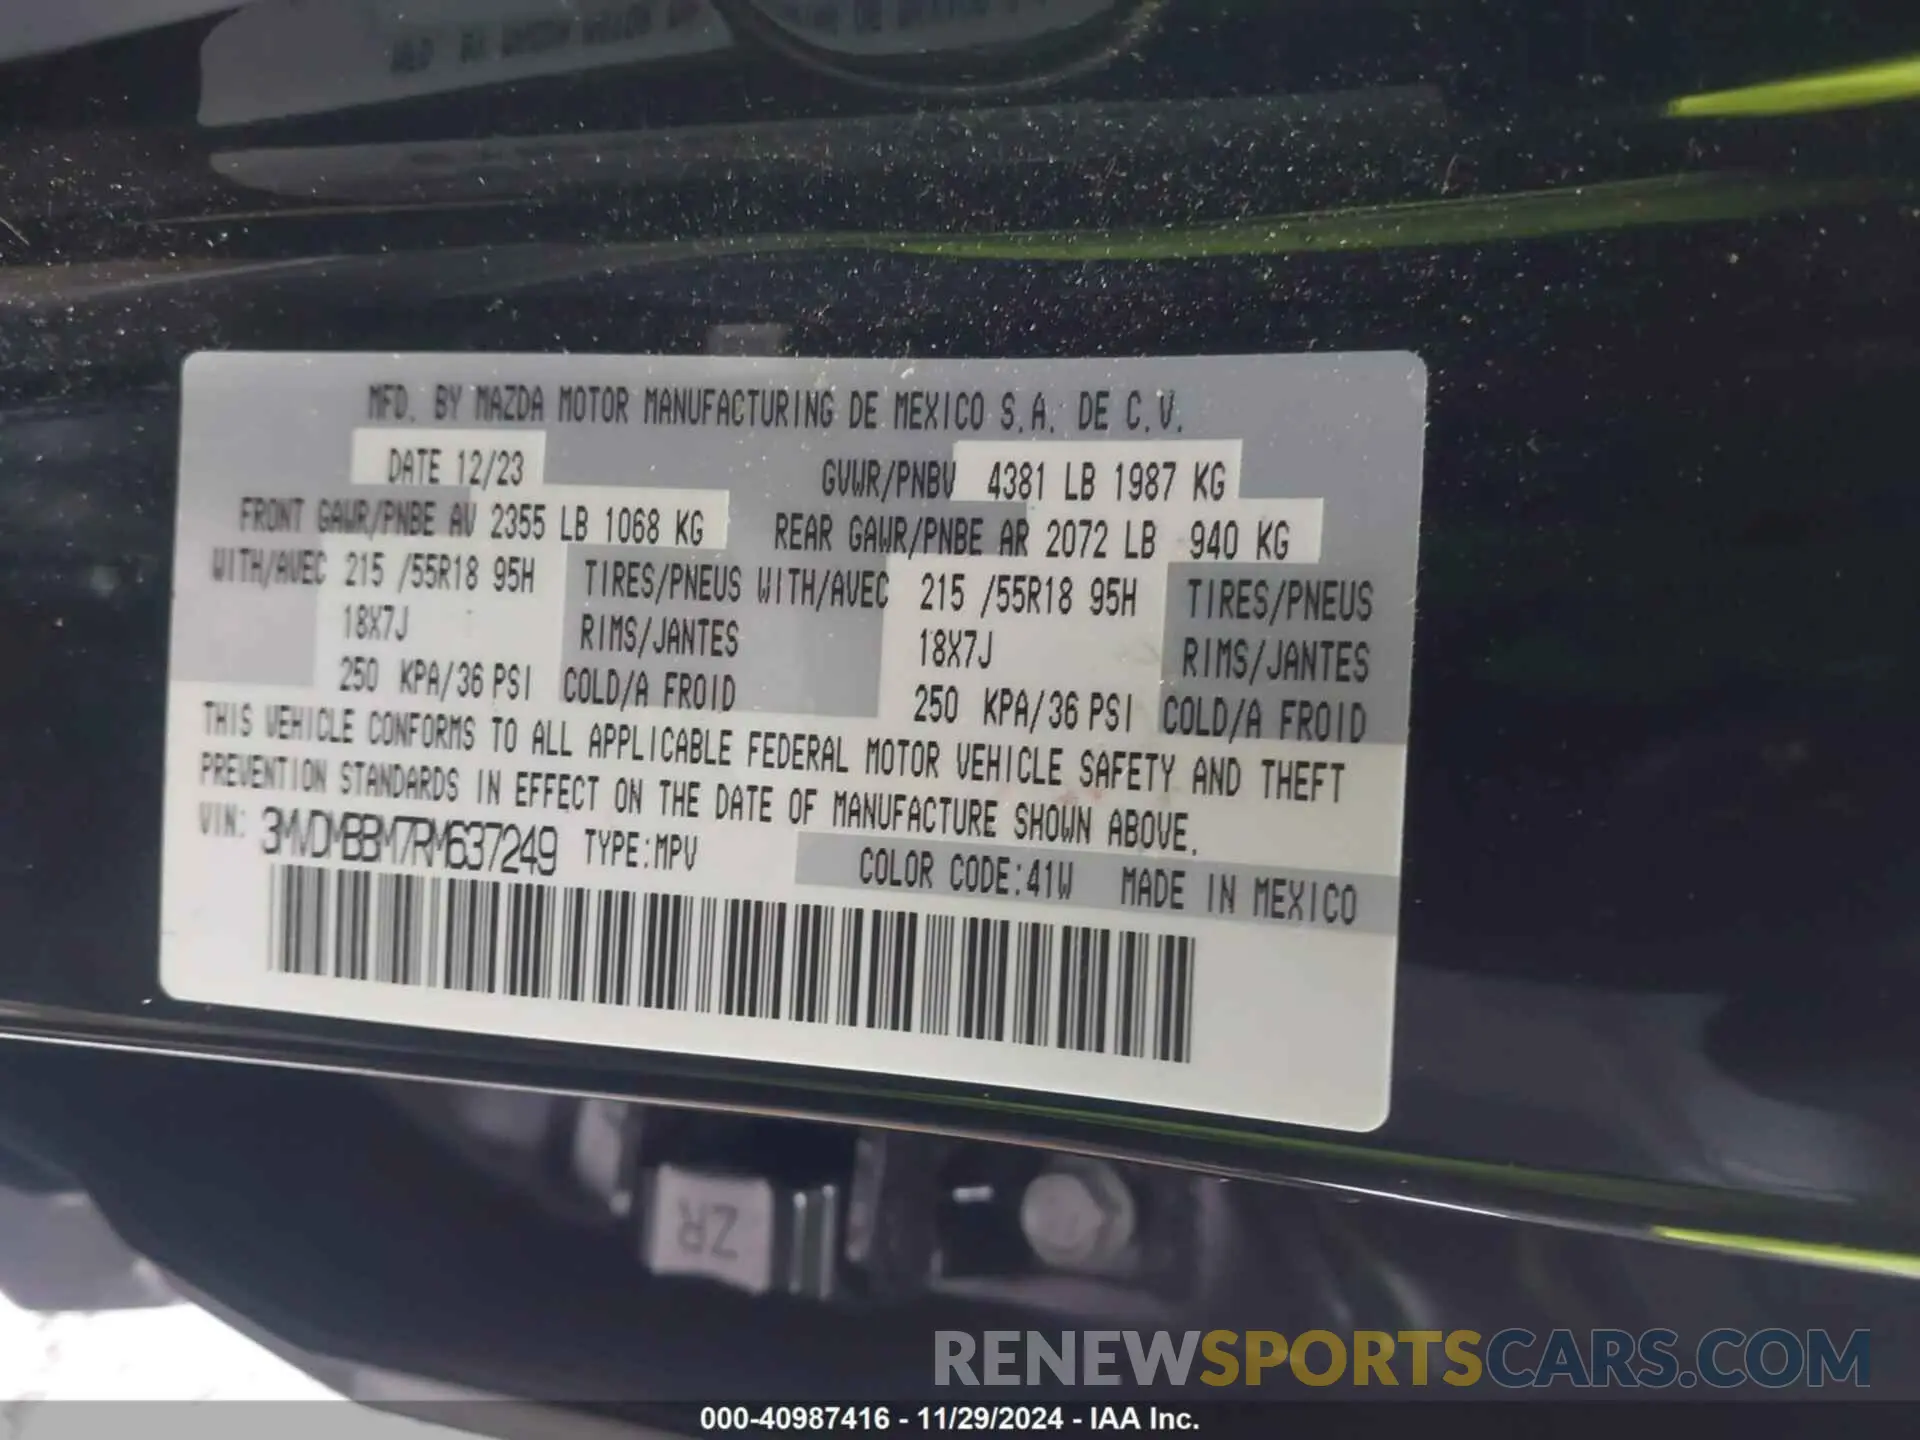 MFD. BY MAZDA MOTOR MANUFACTURING DE MEXICO S.A. DE C.V.
DATE 12/23 GVWR/PNBV 4381 LB 1987 KG
FRONT GAWR/PNBE AV 2355 LB 1068 KG REAR GAWR/PNBE AR 2072 LB 940 KG
WITH/AVEC 215 /55R18 95H TIRES/PNEUS WITH/AVEC 215 /55R18 95H TIRES/PNEUS
18X7J RIMS/JANTES 18X7J RIMS/JANTES
250 KPA/36 PSI COLD/A FROID 250 KPA/36 PSI COLD/A FROID
THIS VEHICLE CONFORMS TO ALL APPLICABLE FEDERAL MOTOR VEHICLE SAFETY AND THEFT
PREVENTION STANDARDS IN EFFECT ON THE DATE OF MANUFACTURE SHOWN ABOVE.
VIN: 3MVDMBBM7RM637249 TYPE:MPV COLOR CODE:41W MADE IN MEXICO
ZR
RENEWSPORTSCARS.COM
000-40987416 - 11/29/2024 - IAA Inc.